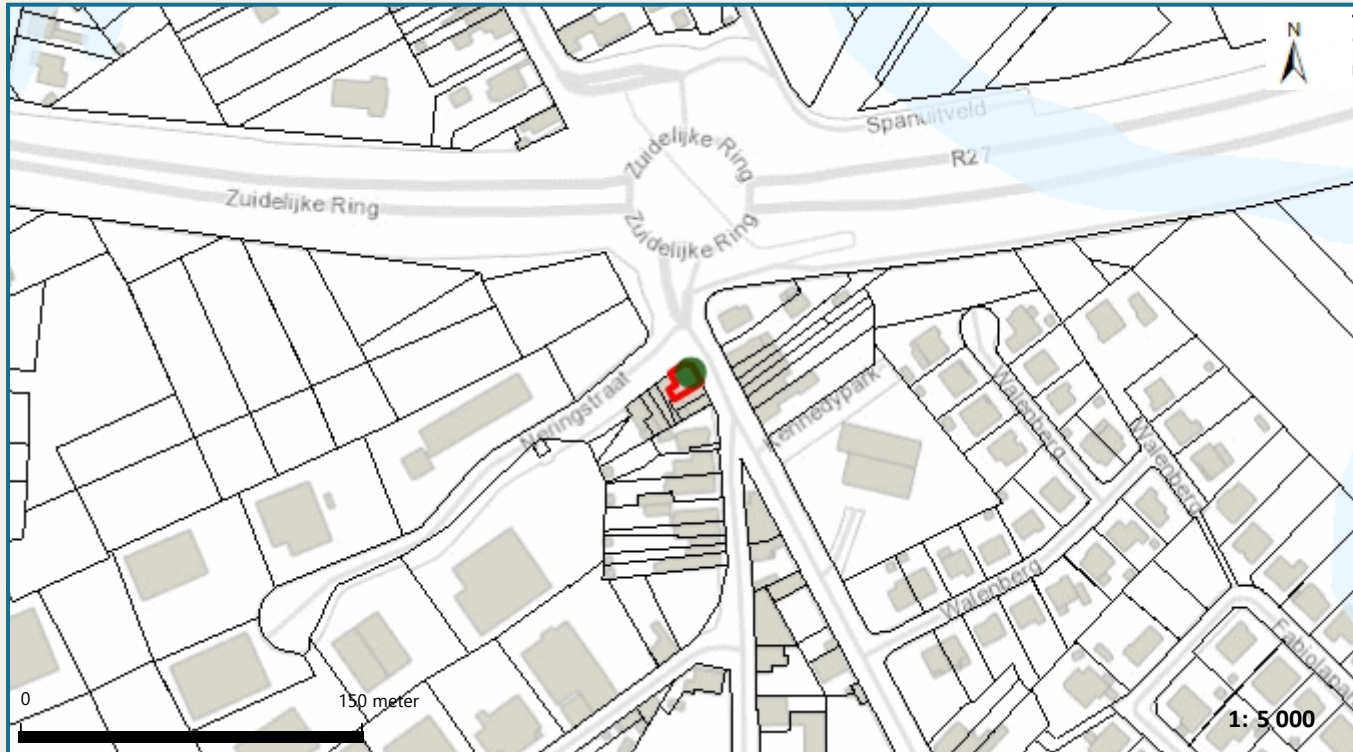 N
Spanuitveld
Zuidelijke Ring
R27
Zuidelijke Ring
Zuidelijke Ring
Neringstraat
Kennedypark
Walenberg
Walenberg
Walenberg
0
150 meter
1: 5 000